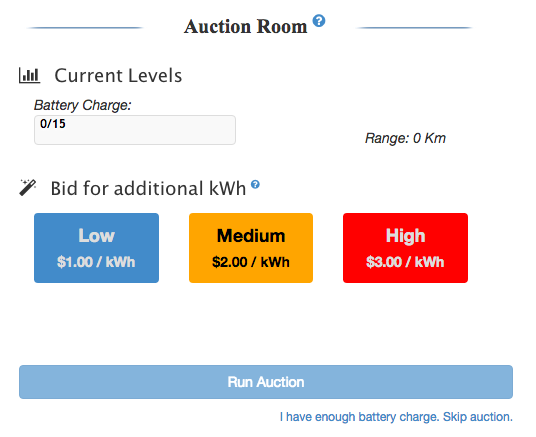 Auction Room ?
Current Levels
Battery Charge:
0/15
Range: 0 Km
Bid for additional kWh ?
Low
$1.00 / kWh
Medium
$2.00 / kWh
High
$3.00 / kWh
Run Auction
I have enough battery charge. Skip auction.